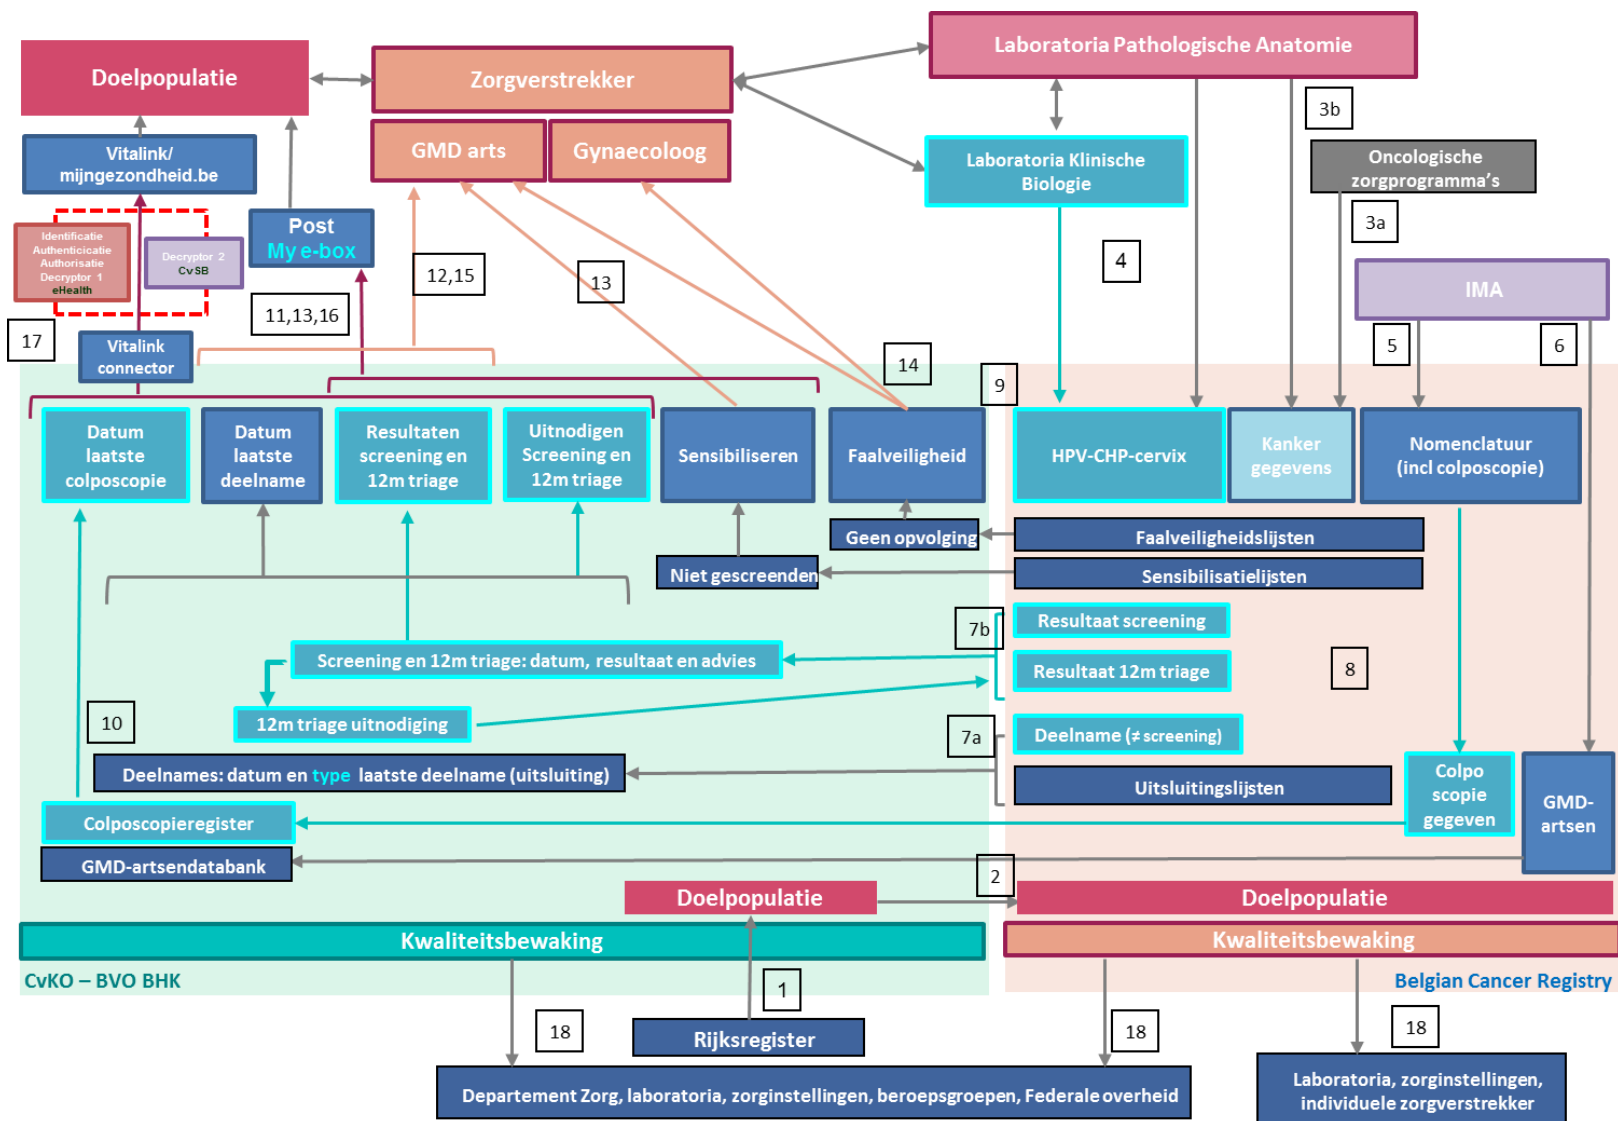 Doelpopulatie
Zorgverstrekker
Laboratoria Pathologische Anatomie
3b
GMD arts
Gynaecoloog
Vitalink/
mijngezondheid.be
Laboratoria Klinische
Biologie
Oncologische
zorgprogramma's
3a
Identificatie
Authenticicatie
Authorisatie
Decryptor 1
eHealth
Decryptor 2
CvSB
Post
My e-box
12,15
13
4
IMA
11,13,16
17
Vitalink
connector
14
9
5
6
Datum
laatste
colposcopie
Datum
laatste
deelname
Resultaten
screening en
12m triage
Uitnodigen
Screening en
12m triage
Sensibiliseren
Faalveiligheid
HPV-CHP-cervix
Kanker
gegevens
Nomenclatuur
(incl colposcopie)
Geen opvolging
Faalveiligheidslijsten
Niet gescreenden
Sensibilisatielijsten
7b
Resultaat screening
Screening en 12m triage: datum, resultaat en advies
Resultaat 12m triage
8
10
12m triage uitnodiging
7a
Deelname (≠ screening)
Deelnames: datum en type laatste deelname (uitsluiting)
Uitsluitingslijsten
Colpo
scopie
gegeven
GMD-
artsen
Colposcopieregister
GMD-artsendatabank
2
Doelpopulatie
Doelpopulatie
Kwaliteitsbewaking
Kwaliteitsbewaking
CvKO – BVO BHK
Belgian Cancer Registry
1
18
Rijksregister
18
18
Departement Zorg, laboratoria, zorginstellingen, beroepsgroepen, Federale overheid
Laboratoria, zorginstellingen,
individuele zorgverstrekker